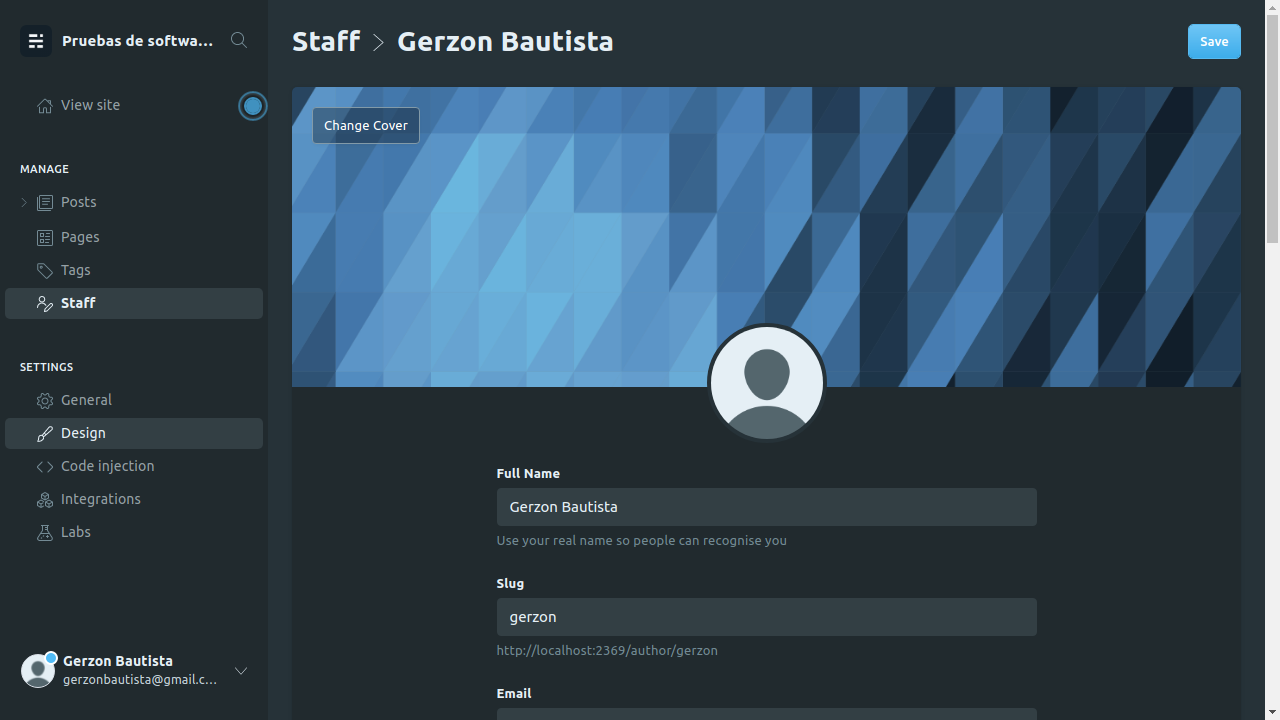 Pruebas de softwa...
View site
MANAGE
Posts
Pages
Tags
Staff
SETTINGS
General
Design
Code injection
Integrations
Labs
Gerzon Bautista
gerzonbautista@gmail.c...
Staff > Gerzon Bautista
Save
Change Cover
Full Name
Gerzon Bautista
Use your real name so people can recognise you
Slug
gerzon
http://localhost:2369/author/gerzon
Email